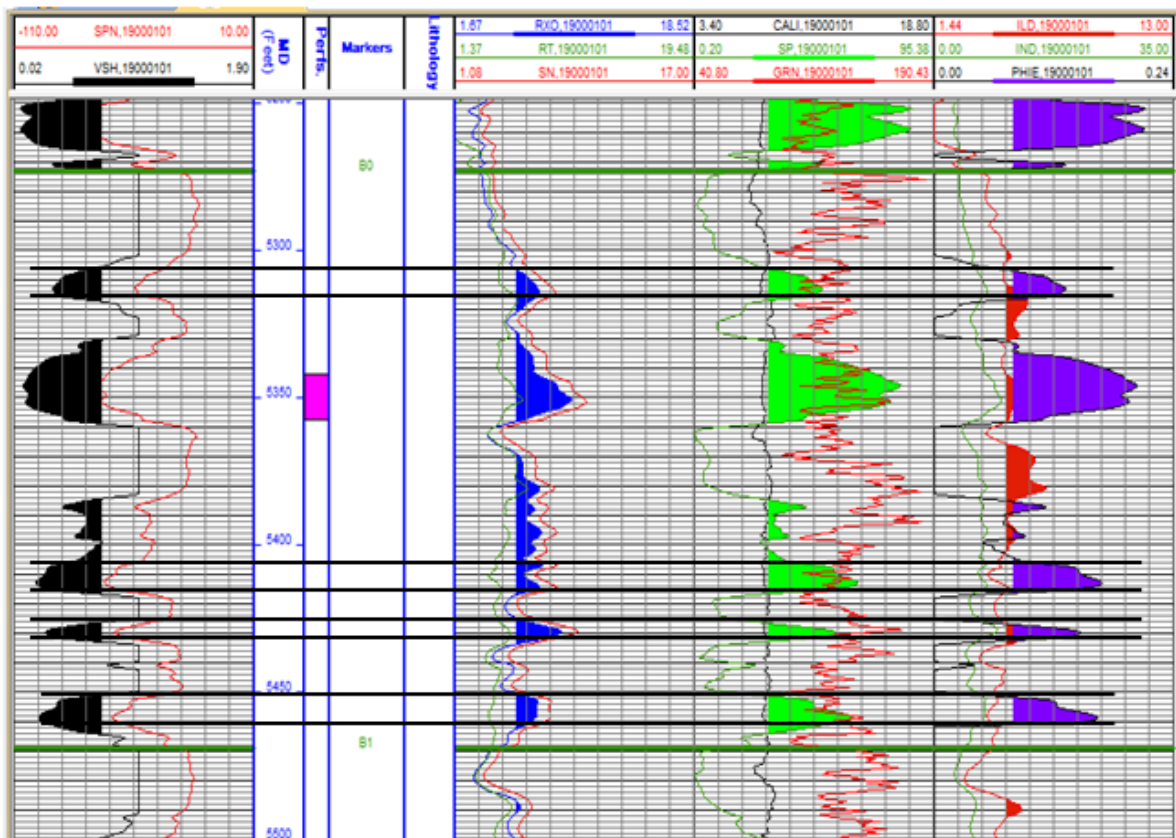 -110.00 SPN,19000101 10.00
0.02 VSH,19000101 1.90
MD
(Feet)
Perfs.
Markers
Lithology
1.67 RXO,19000101 18.52
1.37 RT,19000101 19.48
1.08 SN,19000101 17.00
3.40 CALI,19000101 18.80
0.20 SP,19000101 95.38
40.80 GRN,19000101 190.43
1.44 ILD,19000101 13.00
0.00 IND,19000101 35.00
0.00 PHIE,19000101 0.24
B0
5300
5350
5400
5450
B1
5500